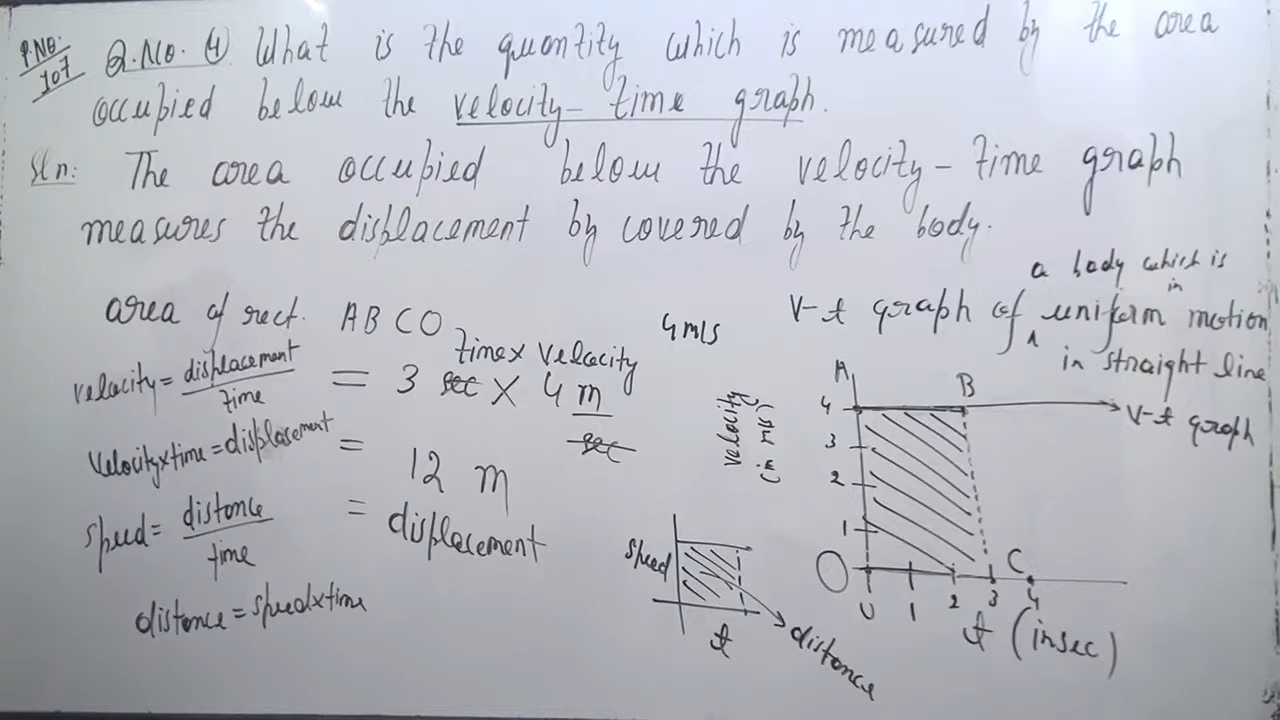 P.NO. 107
Q.No. (4) What is the quantity which is measured by the area
occupied below the velocity-time graph.
Sln: The area occupied below the velocity-time graph
measures the displacement by covered by the body.
area of rect. ABCO
time x velocity
velocity = displacement / time
= 3 sec x 4 m / sec
4 m/s
velocity x time = displacement
= 12 m
= displacement
speed = distance / time
distance = speed x time
speed
t
distance
a body which is
in
V-t graph of ^ uniform motion
in straight line
A
B
V-t graph
velocity
(in m/s)
4
3
2
1
O
C
0 1 2 3 4
t (in sec)